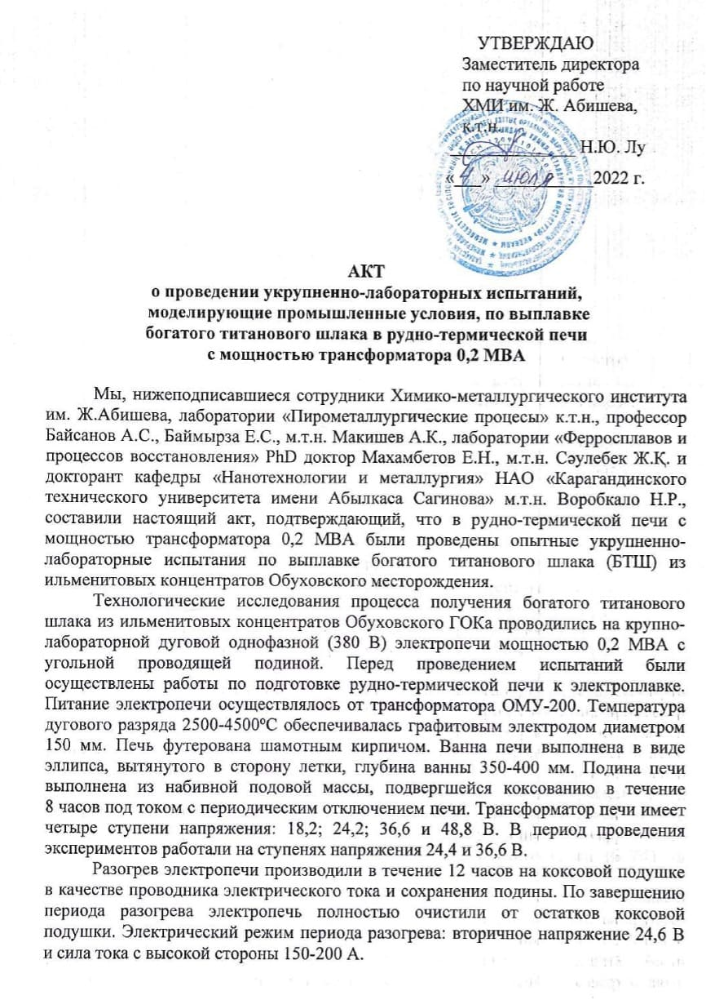 УТВЕРЖДАЮ
Заместитель директора
по научной работе
ХМИ им. Ж. Абишева,
к.т.н.
Н.Ю. Лу
«4» июля 2022 г.
АКТ
о проведении укрупненно-лабораторных испытаний,
моделирующие промышленные условия, по выплавке
богатого титанового шлака в рудно-термической печи
с мощностью трансформатора 0,2 МВА
Мы, нижеподписавшиеся сотрудники Химико-металлургического института
им. Ж.Абишева, лаборатории «Пирометаллургические процесы» к.т.н., профессор
Байсанов А.С., Баймырза Е.С., м.т.н. Макишев А.К., лаборатории «Ферросплавов и
процессов восстановления» PhD доктор Махамбетов Е.Н., м.т.н. Сәулебек Ж.Қ. и
докторант кафедры «Нанотехнологии и металлургия» НАО «Карагандинского
технического университета имени Абылкаса Сагинова» м.т.н. Воробкало Н.Р.,
составили настоящий акт, подтверждающий, что в рудно-термической печи с
мощностью трансформатора 0,2 МВА были проведены опытные укрупненно-
лабораторные испытания по выплавке богатого титанового шлака (БТШ) из
ильменитовых концентратов Обуховского месторождения.
Технологические исследования процесса получения богатого титанового
шлака из ильменитовых концентратов Обуховского ГОКа проводились на крупно-
лабораторной дуговой однофазной (380 В) электропечи мощностью 0,2 МВА с
угольной проводящей подиной. Перед проведением испытаний были
осуществлены работы по подготовке рудно-термической печи к электроплавке.
Питание электропечи осуществлялось от трансформатора ОМУ-200. Температура
дугового разряда 2500-4500ºС обеспечивалась графитовым электродом диаметром
150 мм. Печь футерована шамотным кирпичом. Ванна печи выполнена в виде
эллипса, вытянутого в сторону летки, глубина ванны 350-400 мм. Подина печи
выполнена из набивной подовой массы, подвергшейся коксованию в течение
8 часов под током с периодическим отключением печи. Трансформатор печи имеет
четыре ступени напряжения: 18,2; 24,2; 36,6 и 48,8 В. В период проведения
экспериментов работали на ступенях напряжения 24,4 и 36,6 В.
Разогрев электропечи производили в течение 12 часов на коксовой подушке
в качестве проводника электрического тока и сохранения подины. По завершению
периода разогрева электропечь полностью очистили от остатков коксовой
подушки. Электрический режим периода разогрева: вторичное напряжение 24,6 В
и сила тока с высокой стороны 150-200 А.